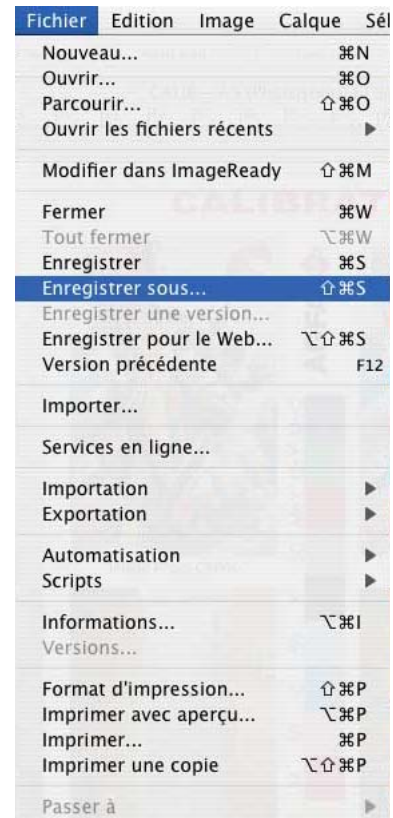 Fichier Edition Image Calque Sél
Nouveau... ⌘N
Ouvrir... ⌘O
Parcourir... ⇧⌘O
Ouvrir les fichiers récents ▶
Modifier dans ImageReady ⇧⌘M
Fermer ⌘W
Tout fermer ⌥⌘W
Enregistrer ⌘S
Enregistrer sous... ⇧⌘S
Enregistrer une version...
Enregistrer pour le Web... ⌥⇧⌘S
Version précédente F12
Importer...
Services en ligne...
Importation ▶
Exportation ▶
Automatisation ▶
Scripts ▶
Informations... ⌥⌘I
Versions...
Format d'impression... ⇧⌘P
Imprimer avec aperçu... ⌥⌘P
Imprimer... ⌘P
Imprimer une copie ⌥⇧⌘P
Passer à ▶